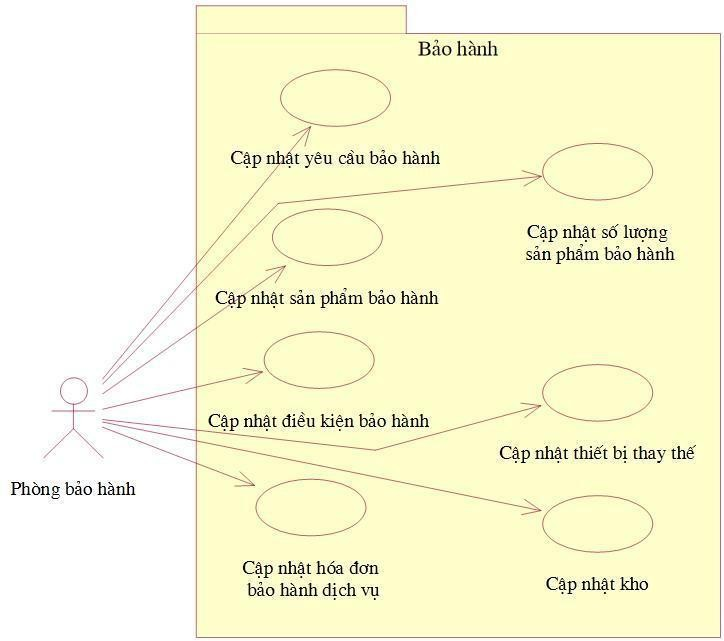 Bảo hành
Cập nhật yêu cầu bảo hành
Cập nhật số lượng
sản phẩm bảo hành
Cập nhật sản phẩm bảo hành
Cập nhật điều kiện bảo hành
Cập nhật thiết bị thay thế
Phòng bảo hành
Cập nhật hóa đơn
bảo hành dịch vụ
Cập nhật kho